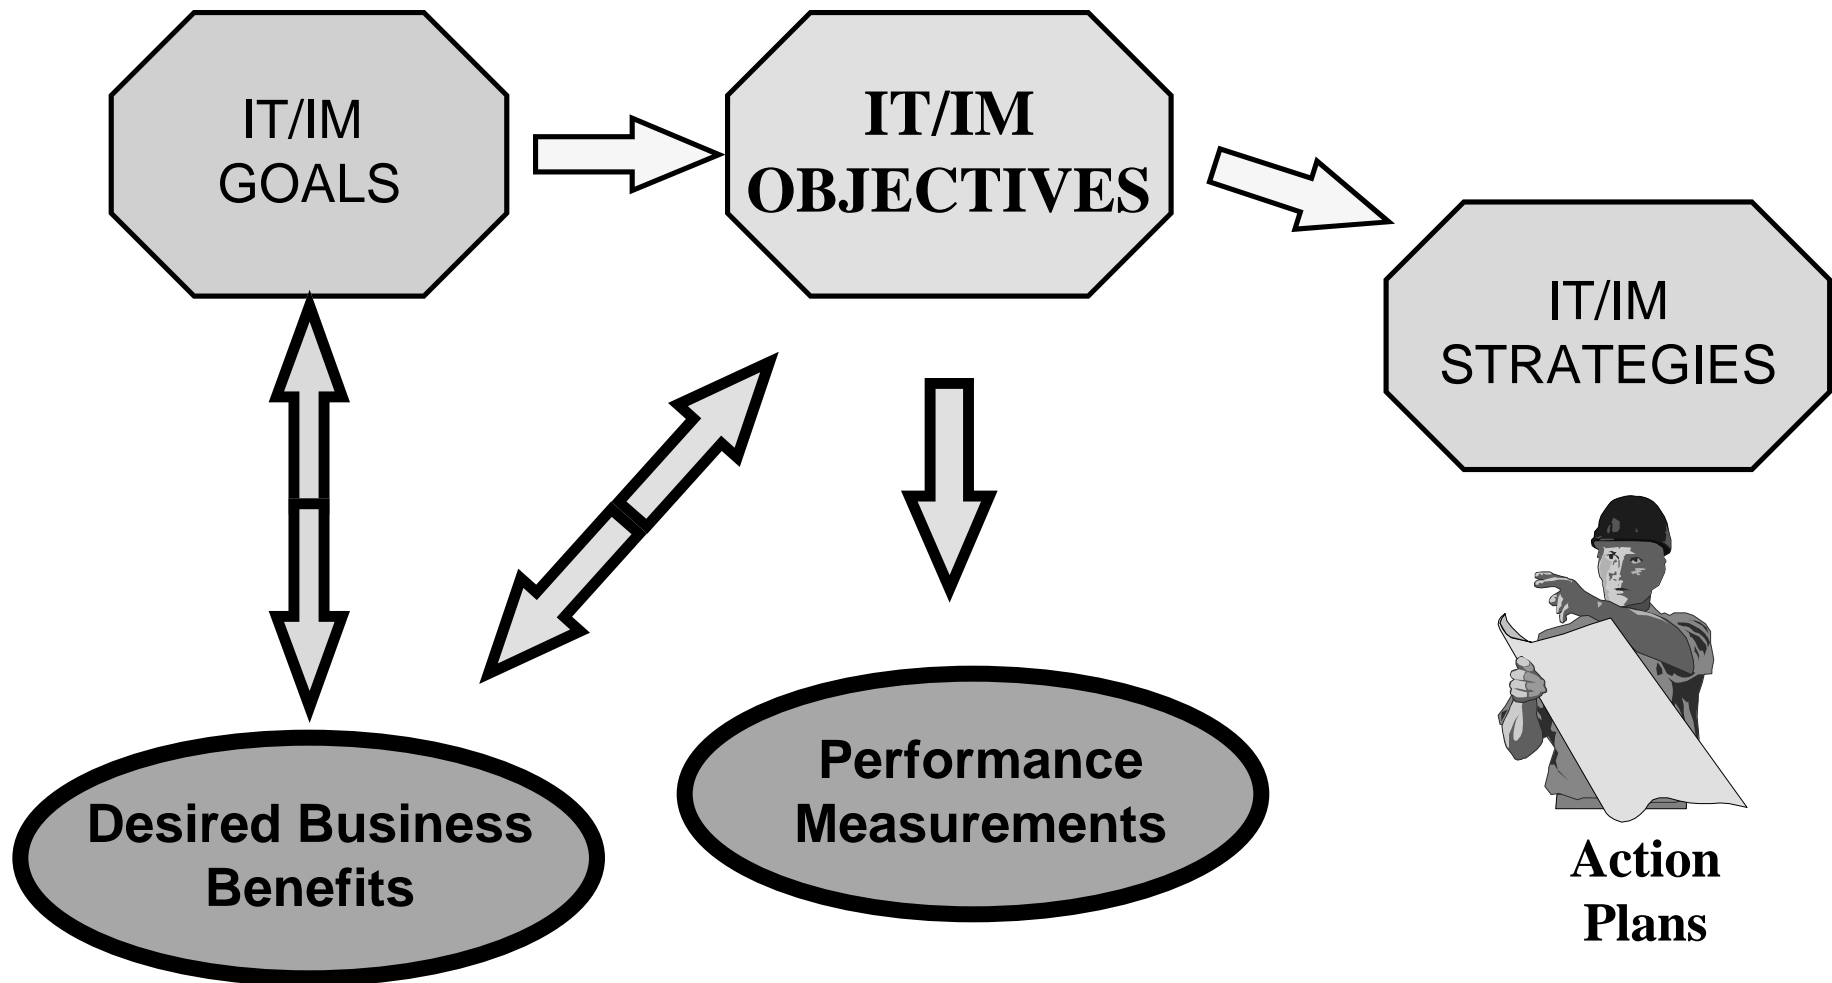 IT/IM
GOALS
IT/IM
OBJECTIVES
IT/IM
STRATEGIES
Desired Business
Benefits
Performance
Measurements
Action
Plans